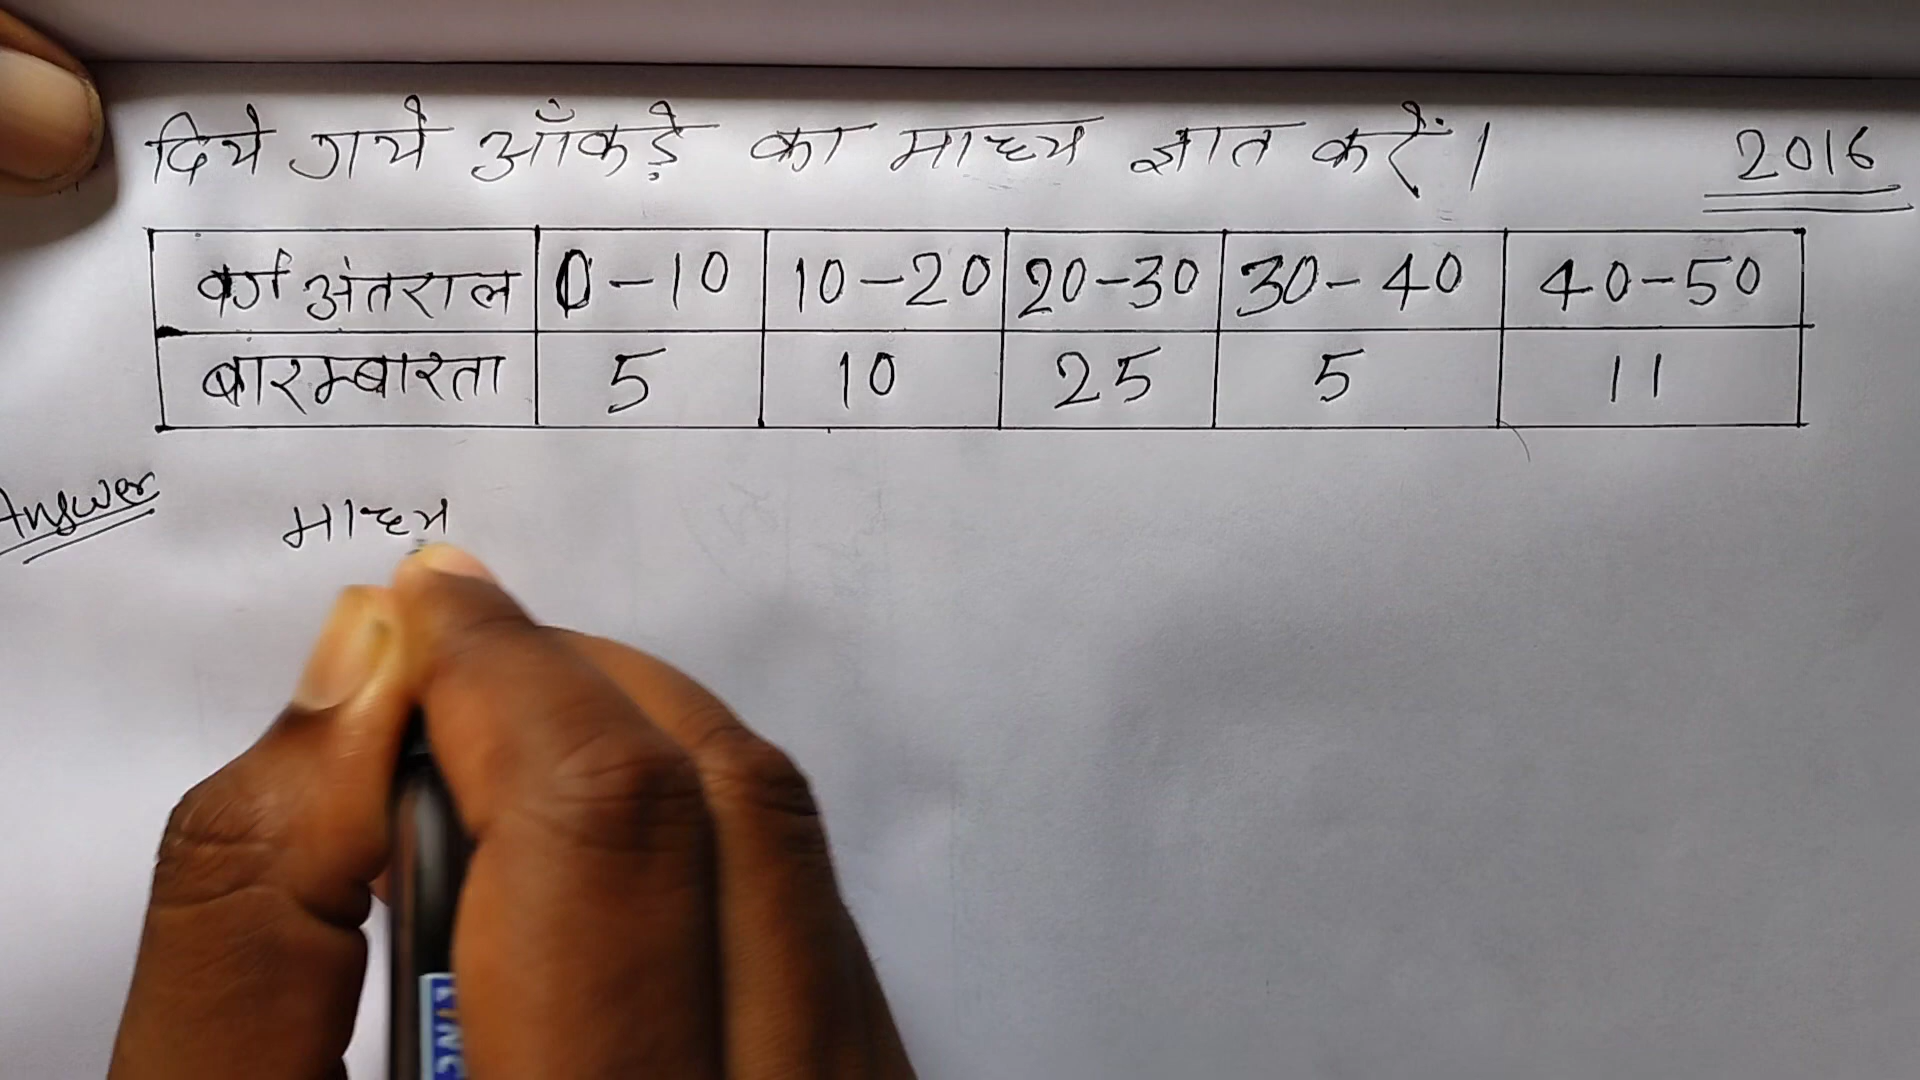 दिये गये आँकड़े का माध्य ज्ञात करें। 2016
वर्ग अंतराल 0-10 10-20 20-30 30-40 40-50
बारम्बारता 5 10 25 5 11
Answer माध्य